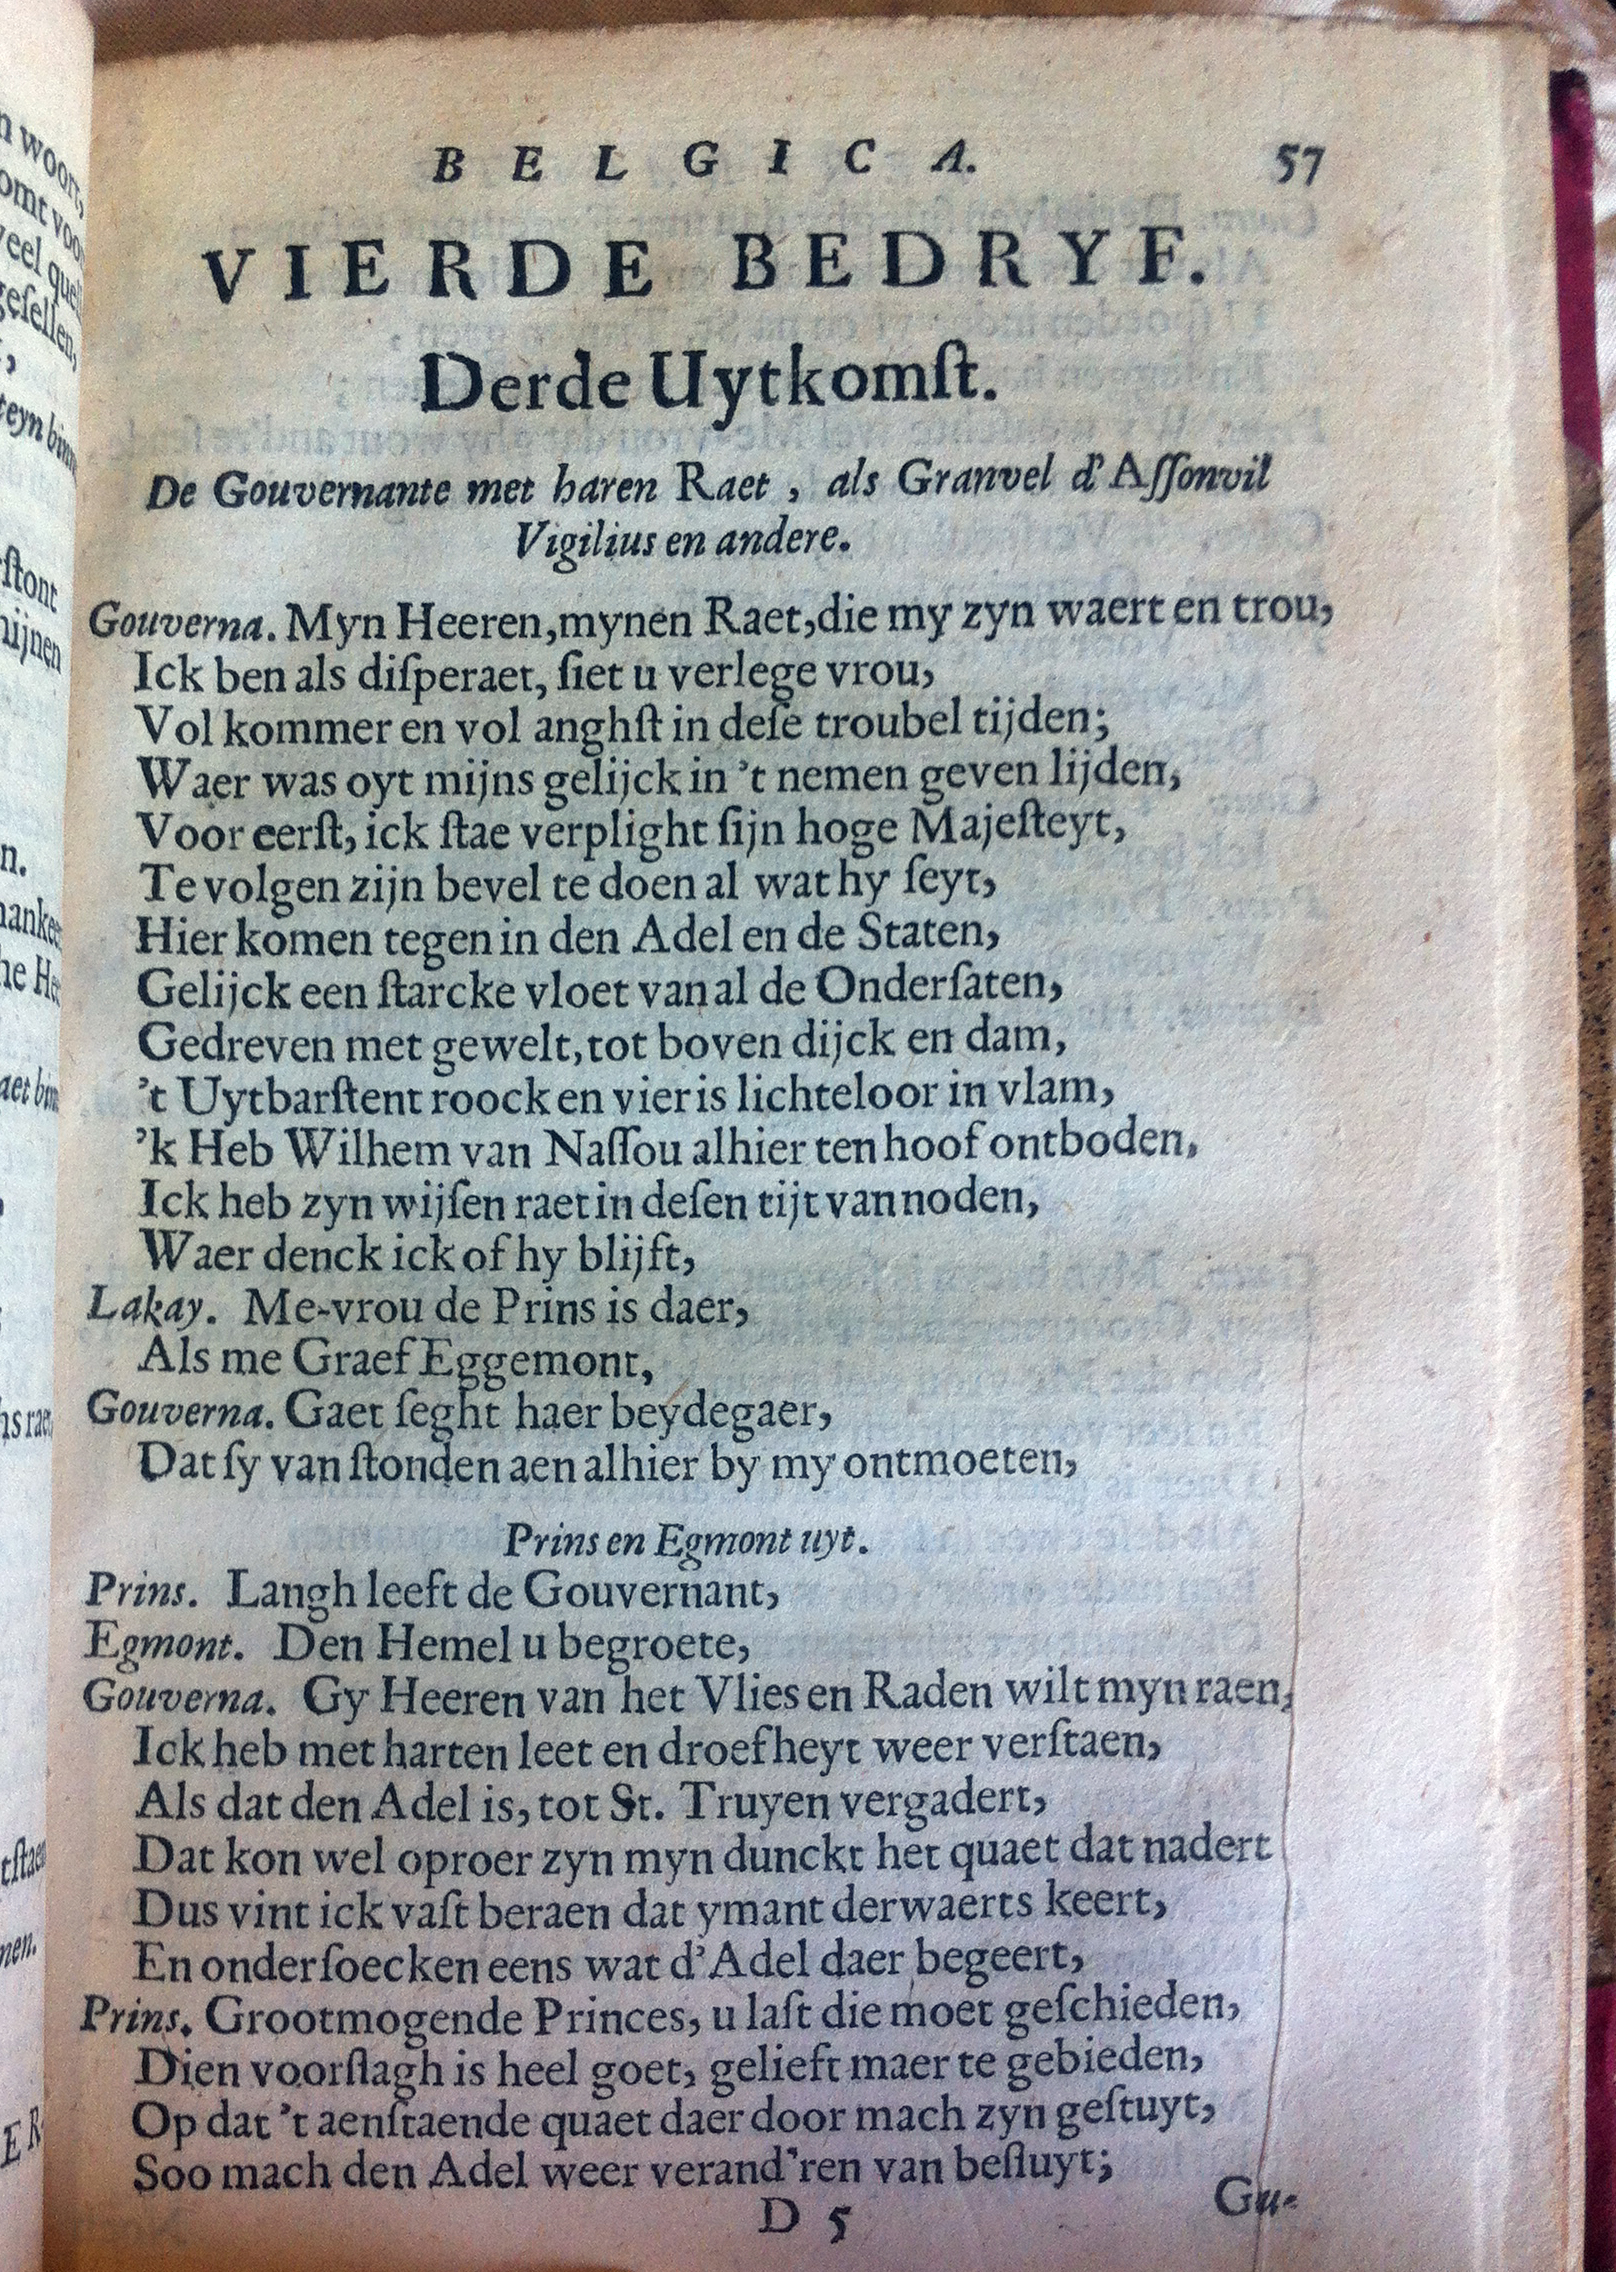 BELGICA. 57
VIERDE BEDRYF.
Derde Uytkomſt.
De Gouvernante met haren Raet, als Granvel d'Aſſonvil
Vigilius en andere.
Gouverna. Myn Heeren, mynen Raet, die my zyn waert en trou,
Ick ben als diſperaet, ſiet u verlege vrou,
Vol kommer en vol anghſt in deſe troubel tijden;
Waer was oyt mijns gelijck in 't nemen geven lijden,
Voor eerſt, ick ſtae verplight ſijn hoge Majeſteyt,
Te volgen zijn bevel te doen al wat hy ſeyt,
Hier komen tegen in den Adel en de Staten,
Gelijck een ſtarcke vloet van al de Onderſaten,
Gedreven met gewelt, tot boven dijck en dam,
't Uytbarſtent roock en vier is lichteloor in vlam,
'k Heb Wilhem van Naſſou alhier ten hoof ontboden,
Ick heb zyn wijſen raet in deſen tijt van noden,
Waer denck ick of hy blijft,
Lakay. Me-vrou de Prins is daer,
Als me Graef Eggemont,
Gouverna. Gaet ſeght haer beydegaer,
Dat ſy van ſtonden aen alhier by my ontmoeten,
Prins en Egmont uyt.
Prins. Langh leeft de Gouvernant,
Egmont. Den Hemel u begroete,
Gouverna. Gy Heeren van het Vlies en Raden wilt myn raen,
Ick heb met harten leet en droefheyt weer verſtaen,
Als dat den Adel is, tot St. Truyen vergadert,
Dat kon wel oproer zyn myn dunckt het quaet dat nadert
Dus vint ick vaſt beraen dat ymant derwaerts keert,
En onderſoecken eens wat d'Adel daer begeert,
Prins. Grootmogende Princes, u laſt die moet geſchieden,
Dien voorſlagh is heel goet, gelieft maer te gebieden,
Op dat 't aenſtaende quaet daer door mach zyn geſtuyt,
Soo mach den Adel weer verand'ren van beſluyt;
D 5 Gu-